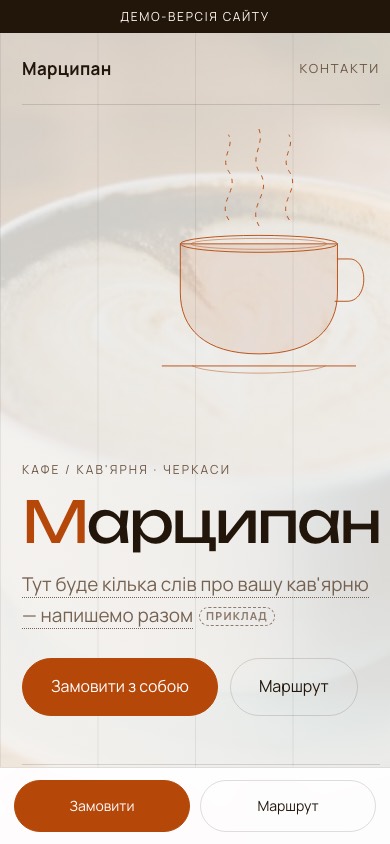 ДЕМО-ВЕРСІЯ САЙТУ
Марципан
КОНТАКТИ
КАФЕ / КАВ'ЯРНЯ · ЧЕРКАСИ
Марципан
Тут буде кілька слів про вашу кав'ярню
— напишемо разом ПРИКЛАД
Замовити з собою
Маршрут
Замовити
Маршрут